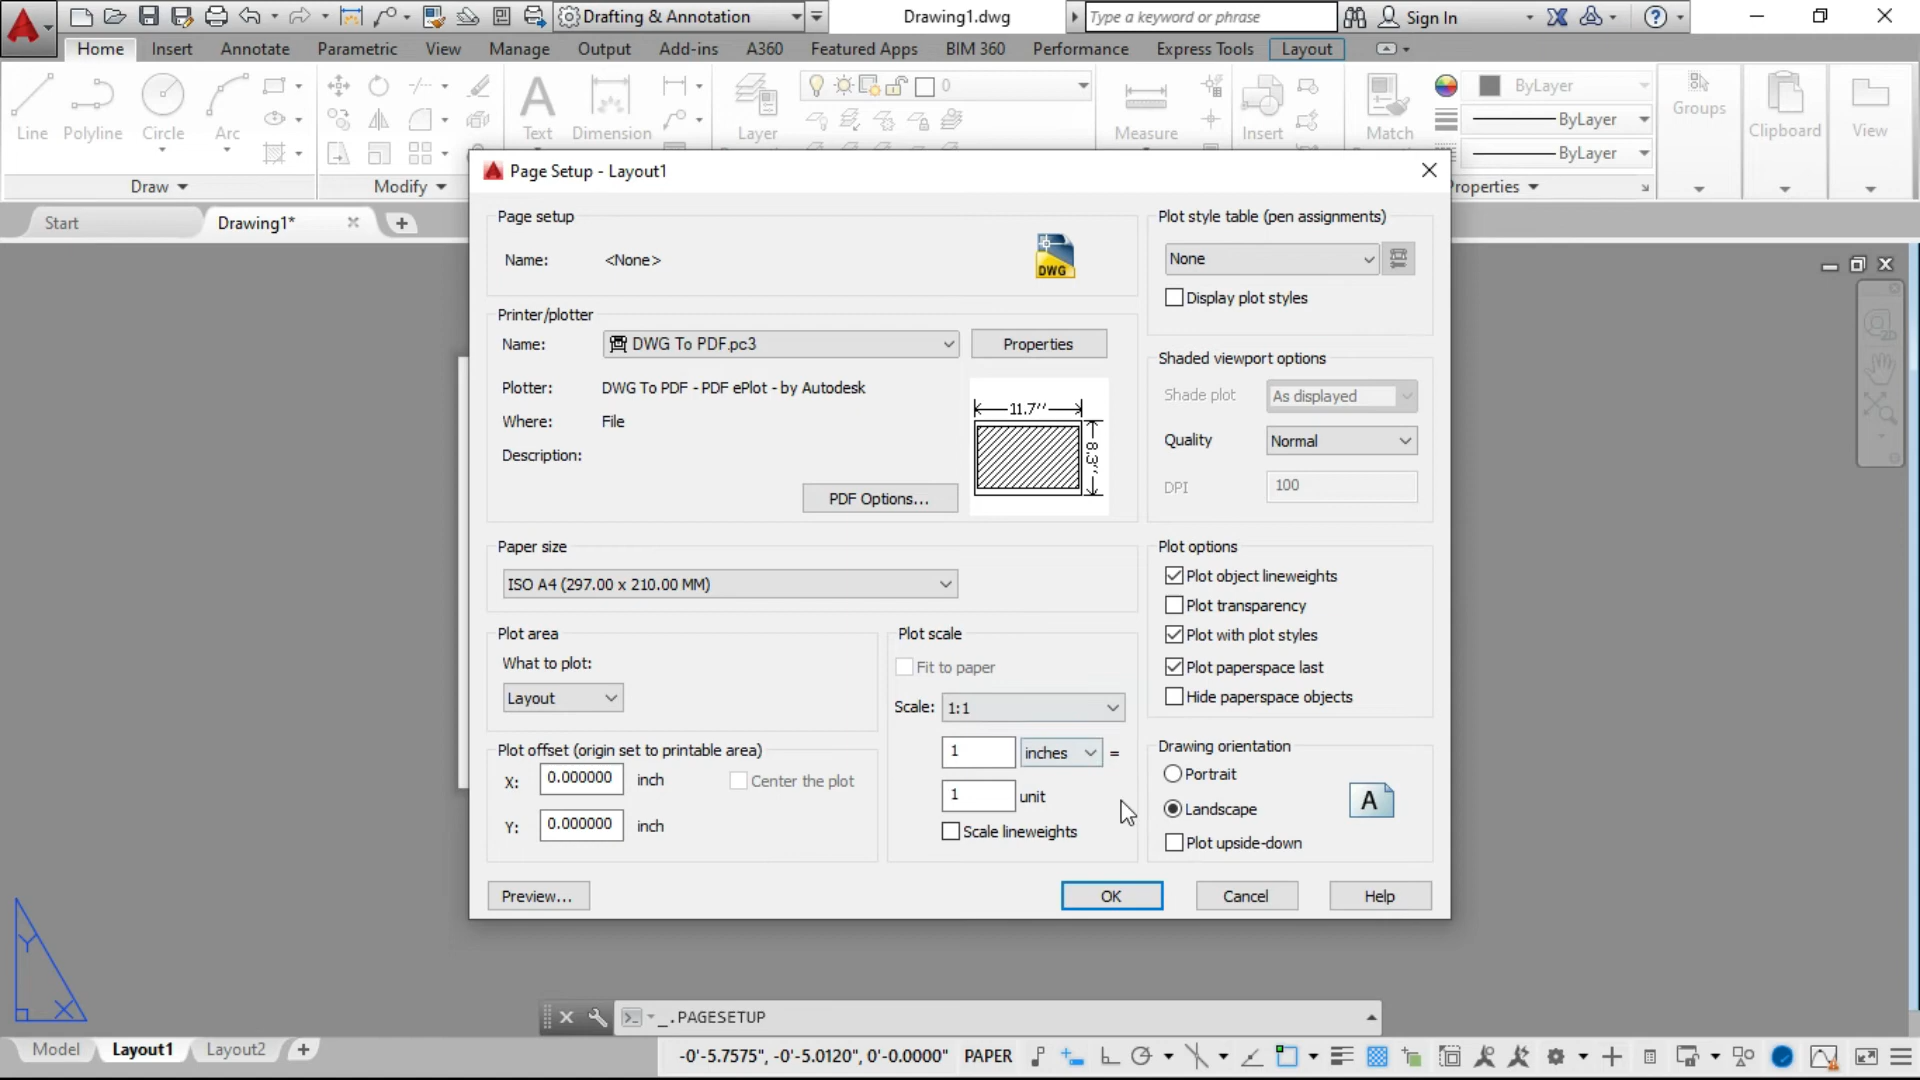 Drafting & Annotation
Drawing1.dwg
Type a keyword or phrase
Sign In
Home Insert Annotate Parametric View Manage Output Add-ins A360 Featured Apps BIM 360 Performance Express Tools Layout
0
ByLayer
Line Polyline Circle Arc Text Dimension Layer Measure Insert Match Groups Clipboard View
ByLayer
ByLayer
Draw Modify roperties
Start Drawing1*
Page Setup - Layout1
Page setup
Name: <None>
DWG
Printer/plotter
Name: DWG To PDF.pc3 Properties
Plotter: DWG To PDF - PDF ePlot - by Autodesk
Where: File
Description:
11.7''
8.3''
PDF Options...
Paper size
ISO A4 (297.00 x 210.00 MM)
Plot area
What to plot:
Layout
Plot offset (origin set to printable area)
X: 0.000000 inch Center the plot
Y: 0.000000 inch
Plot scale
Fit to paper
Scale: 1:1
1 inches =
1 unit
Scale lineweights
Plot style table (pen assignments)
None
Display plot styles
Shaded viewport options
Shade plot As displayed
Quality Normal
DPI 100
Plot options
Plot object lineweights
Plot transparency
Plot with plot styles
Plot paperspace last
Hide paperspace objects
Drawing orientation
Portrait
Landscape
A
Plot upside-down
Preview... OK Cancel Help
Y
X
_.PAGESETUP
Model Layout1 Layout2
-0'-5.7575", -0'-5.0120", 0'-0.0000" PAPER